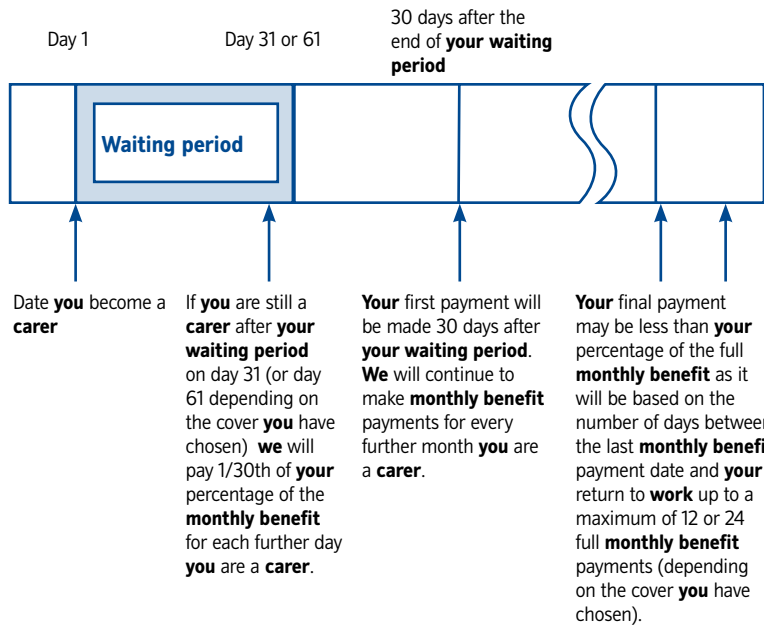 Day 1
Day 31 or 61
30 days after the
end of your waiting
period
Waiting period
Date you become a
carer
If you are still a
carer after your
waiting period
on day 31 (or day
61 depending on
the cover you have
chosen)  we will
pay 1/30th of your
percentage of the
monthly benefit
for each further day
you are a carer.
Your first payment will
be made 30 days after
your waiting period.
We will continue to
make monthly benefit
payments for every
further month you are
a carer.
Your final payment
may be less than your
percentage of the full
monthly benefit as it
will be based on the
number of days between
the last monthly benefi
payment date and your
return to work up to a
maximum of 12 or 24
full monthly benefit
payments (depending
on the cover you have
chosen).